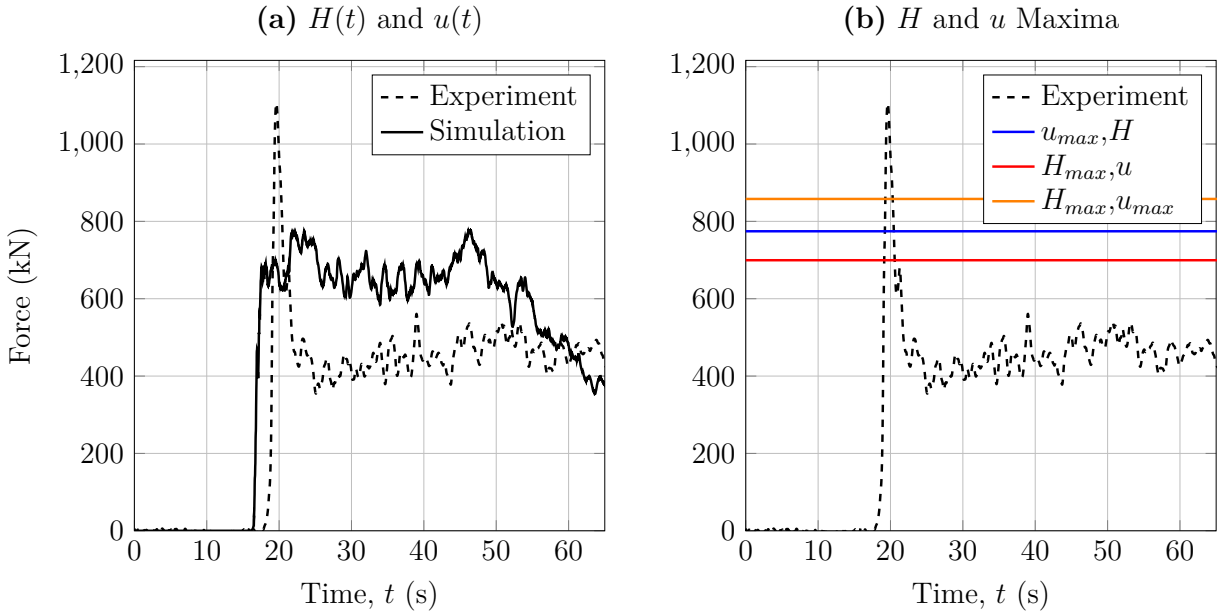 (a) H(t) and u(t)
1,200
1,000
800
600
400
200
0
Force (kN)
0 10 20 30 40 50 60
Time, t (s)
Experiment
Simulation
(b) H and u Maxima
1,200
1,000
800
600
400
200
0
0 10 20 30 40 50 60
Time, t (s)
Experiment
u_max,H
H_max,u
H_max,u_max